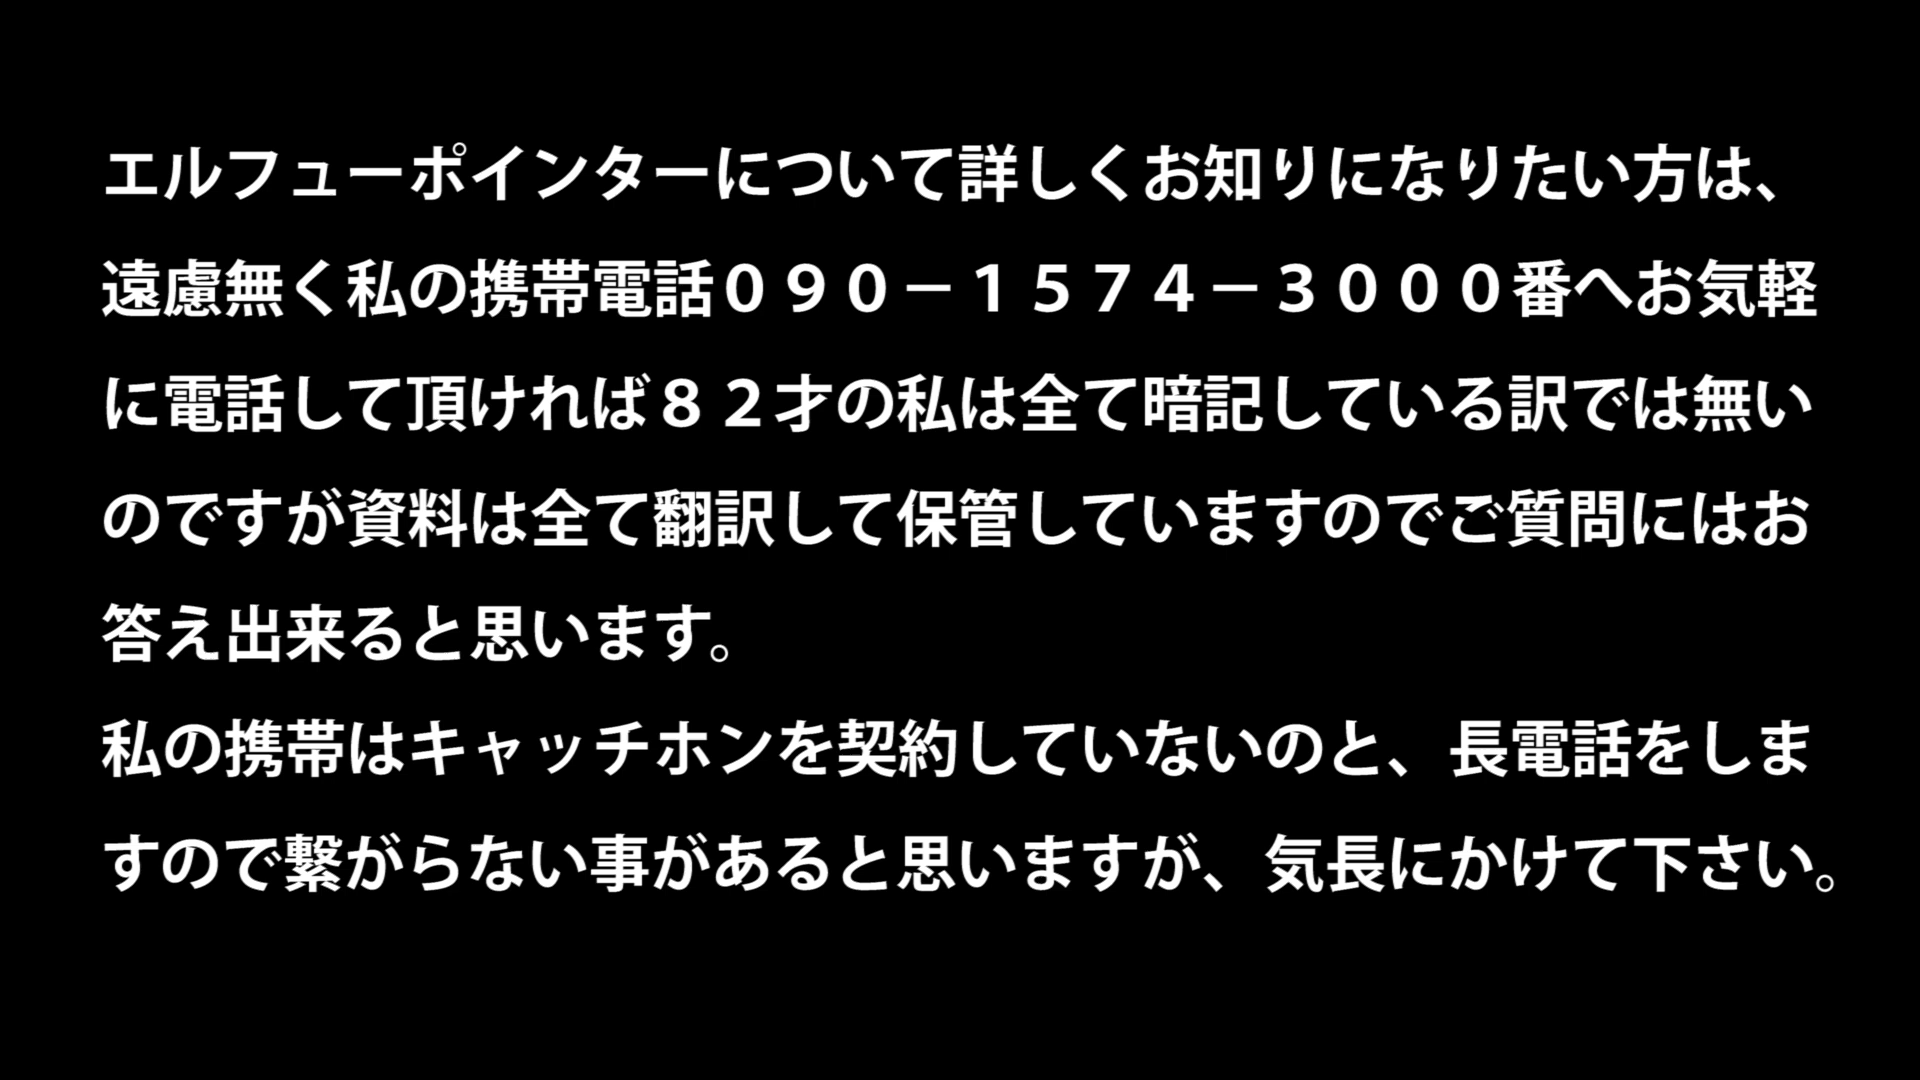 エルフューポインターについて詳しくお知りになりたい方は、
遠慮無く私の携帯電話０９０－１５７４－３０００番へお気軽
に電話して頂ければ８２才の私は全て暗記している訳では無い
のですが資料は全て翻訳して保管していますのでご質問にはお
答え出来ると思います。
私の携帯はキャッチホンを契約していないのと、長電話をしま
すので繋がらない事があると思いますが、気長にかけて下さい。